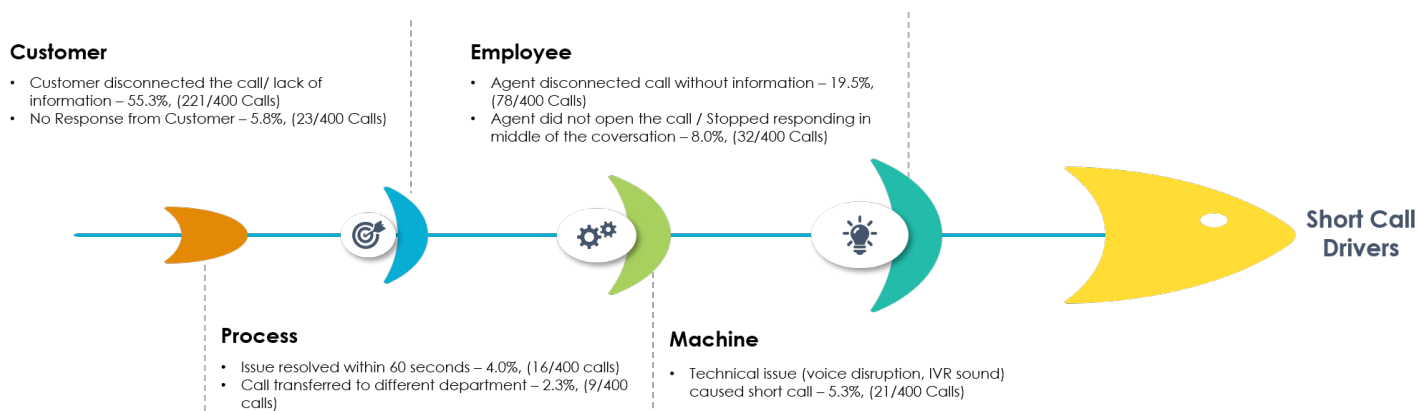 Customer
• Customer disconnected the call/ lack of
information – 55.3%, (221/400 Calls)
• No Response from Customer – 5.8%, (23/400 Calls)
Employee
• Agent disconnected call without information – 19.5%,
(78/400 Calls)
• Agent did not open the call / Stopped responding in
middle of the coversation – 8.0%, (32/400 Calls)
Short Call
Drivers
Process
• Issue resolved within 60 seconds – 4.0%, (16/400 calls)
• Call transferred to different department – 2.3%, (9/400
calls)
Machine
• Technical issue (voice disruption, IVR sound)
caused short call – 5.3%, (21/400 Calls)